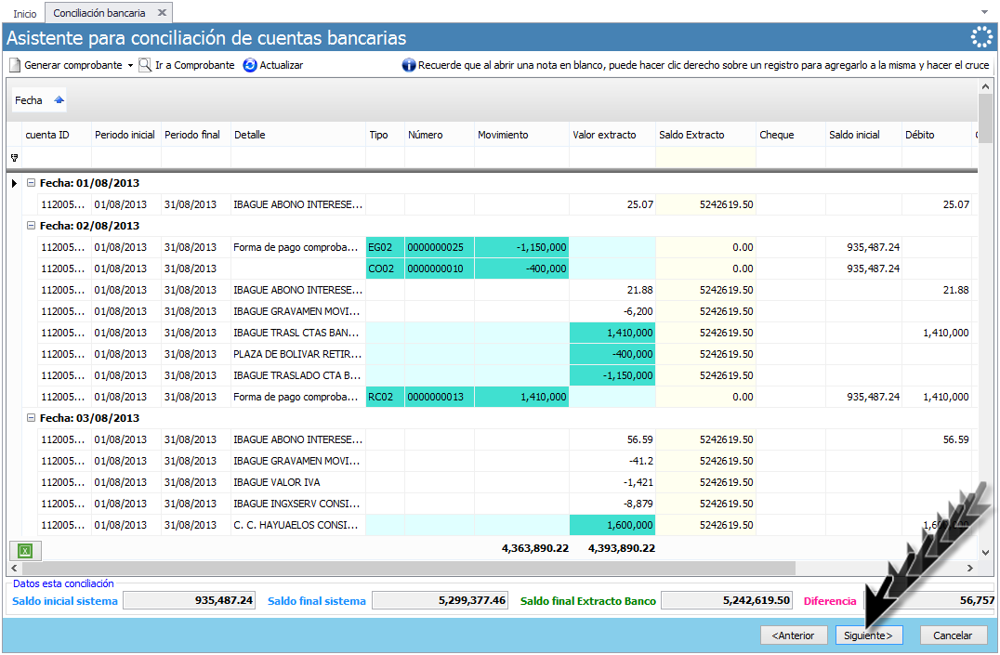 Inicio Conciliación bancaria
Asistente para conciliación de cuentas bancarias
Generar comprobante Ir a Comprobante Actualizar Recuerde que al abrir una nota en blanco, puede hacer clic derecho sobre un registro para agregarlo a la misma y hacer el cruce
Fecha
cuenta ID Periodo inicial Periodo final Detalle Tipo Número Movimiento Valor extracto Saldo Extracto Cheque Saldo inicial Débito
Fecha: 01/08/2013
112005... 01/08/2013 31/08/2013 IBAGUE ABONO INTERESE... 25.07 5242619.50 25.07
Fecha: 02/08/2013
112005... 01/08/2013 31/08/2013 Forma de pago comproba... EG02 0000000025 -1,150,000 0.00 935,487.24
112005... 01/08/2013 31/08/2013 CO02 0000000010 -400,000 0.00 935,487.24
112005... 01/08/2013 31/08/2013 IBAGUE ABONO INTERESE... 21.88 5242619.50 21.88
112005... 01/08/2013 31/08/2013 IBAGUE GRAVAMEN MOVI... -6,200 5242619.50
112005... 01/08/2013 31/08/2013 IBAGUE TRASL CTAS BAN... 1,410,000 5242619.50 1,410,000
112005... 01/08/2013 31/08/2013 PLAZA DE BOLIVAR RETIR... -400,000 5242619.50
112005... 01/08/2013 31/08/2013 IBAGUE TRASLADO CTA B... -1,150,000 5242619.50
112005... 01/08/2013 31/08/2013 Forma de pago comproba... RC02 0000000013 1,410,000 0.00 935,487.24 1,410,000
Fecha: 03/08/2013
112005... 01/08/2013 31/08/2013 IBAGUE ABONO INTERESE... 56.59 5242619.50 56.59
112005... 01/08/2013 31/08/2013 IBAGUE GRAVAMEN MOVI... -41.2 5242619.50
112005... 01/08/2013 31/08/2013 IBAGUE VALOR IVA -1,421 5242619.50
112005... 01/08/2013 31/08/2013 IBAGUE INGXSERV CONSI... -8,879 5242619.50
112005... 01/08/2013 31/08/2013 C. C. HAYUAELOS CONSI... 1,600,000 5242619.50
4,363,890.22 4,393,890.22
Datos esta conciliación
Saldo inicial sistema 935,487.24 Saldo final sistema 5,299,377.46 Saldo final Extracto Banco 5,242,619.50 Diferencia 56,757
<Anterior Siguiente> Cancelar